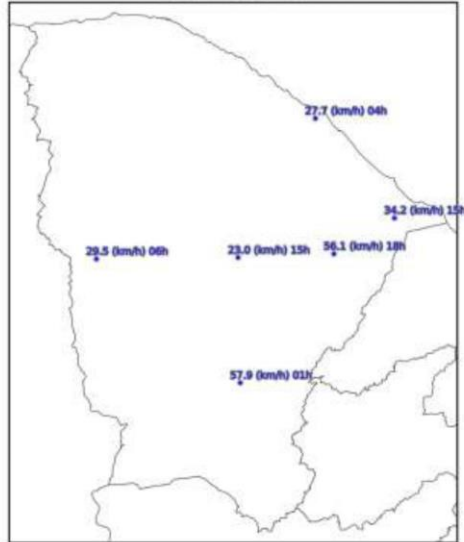 27.7 (km/h) 04h
34.2 (km/h) 15h
29.5 (km/h) 06h
23.0 (km/h) 15h
56.1 (km/h) 18h
57.9 (km/h) 01h